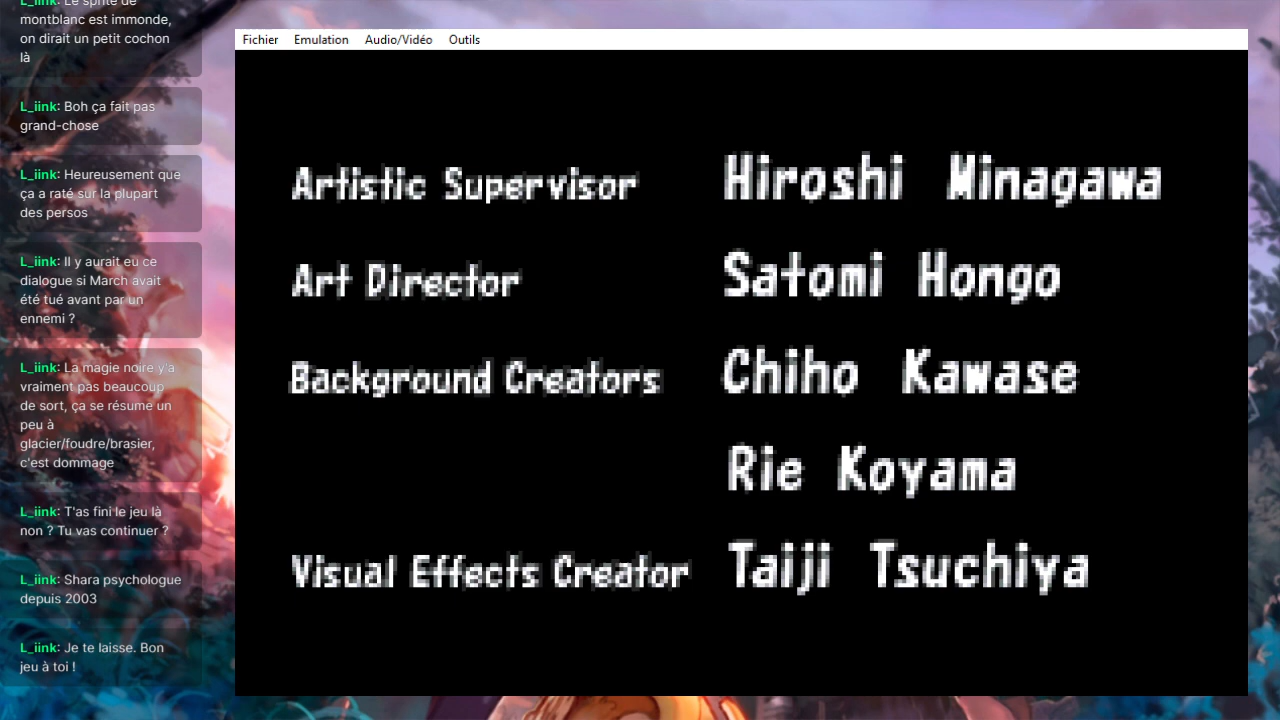 L_iink: Le sprite de
montblanc est immonde,
on dirait un petit cochon
là
L_iink: Boh ça fait pas
grand-chose
L_iink: Heureusement que
ça a raté sur la plupart
des persos
L_iink: Il y aurait eu ce
dialogue si March avait
été tué avant par un
ennemi ?
L_iink: La magie noire y'a
vraiment pas beaucoup
de sort, ça se résume un
peu à
glacier/foudre/brasier,
c'est dommage
L_iink: T'as fini le jeu là
non ? Tu vas continuer ?
L_iink: Shara psychologue
depuis 2003
L_iink: Je te laisse. Bon
jeu à toi !
Fichier Emulation Audio/Vidéo Outils
Artistic Supervisor Hiroshi Minagawa
Art Director Satomi Hongo
Background Creators Chiho Kawase
Rie Koyama
Visual Effects Creator Taiji Tsuchiya